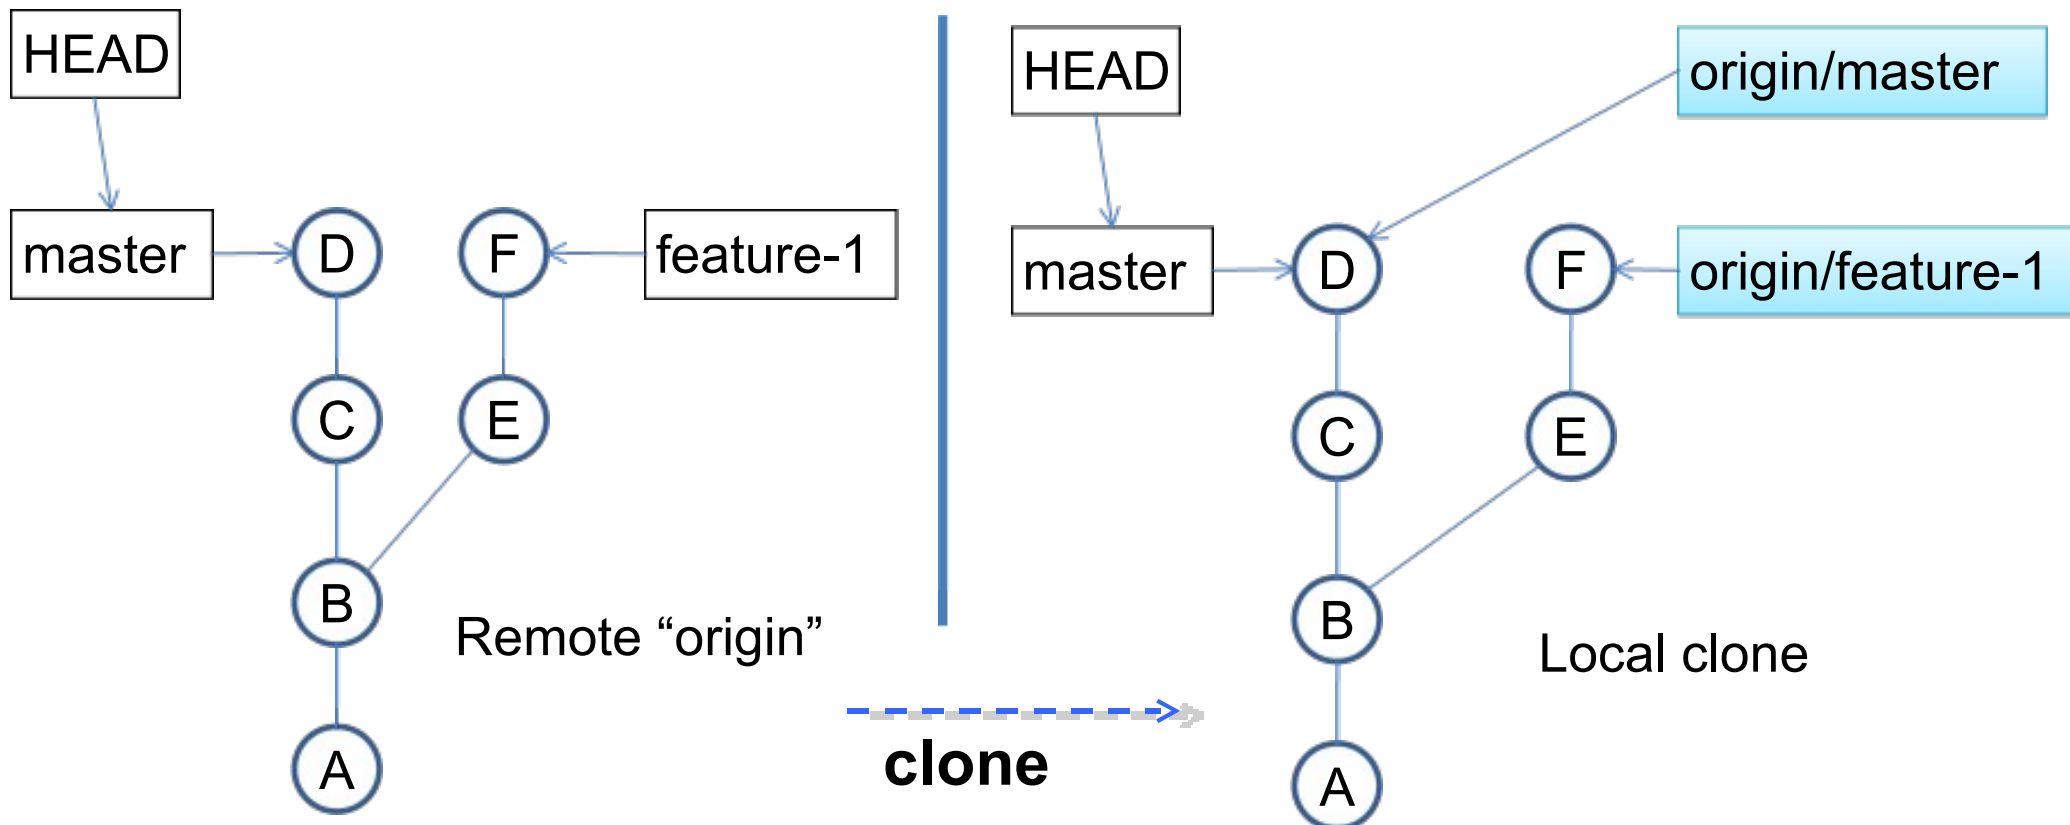 HEAD
master
D
F
feature-1
C
E
B
Remote “origin”
A
clone
HEAD
origin/master
master
D
F
origin/feature-1
C
E
B
Local clone
A